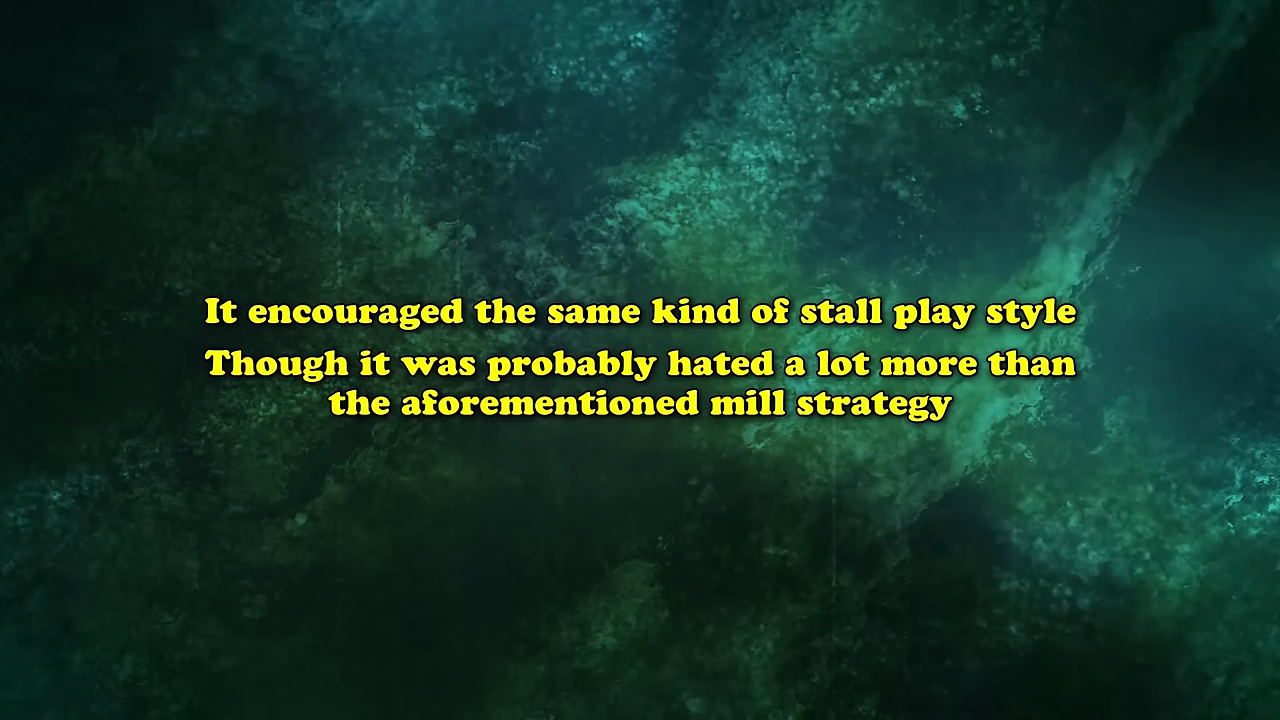 It encouraged the same kind of stall play style
Though it was probably hated a lot more than
the aforementioned mill strategy